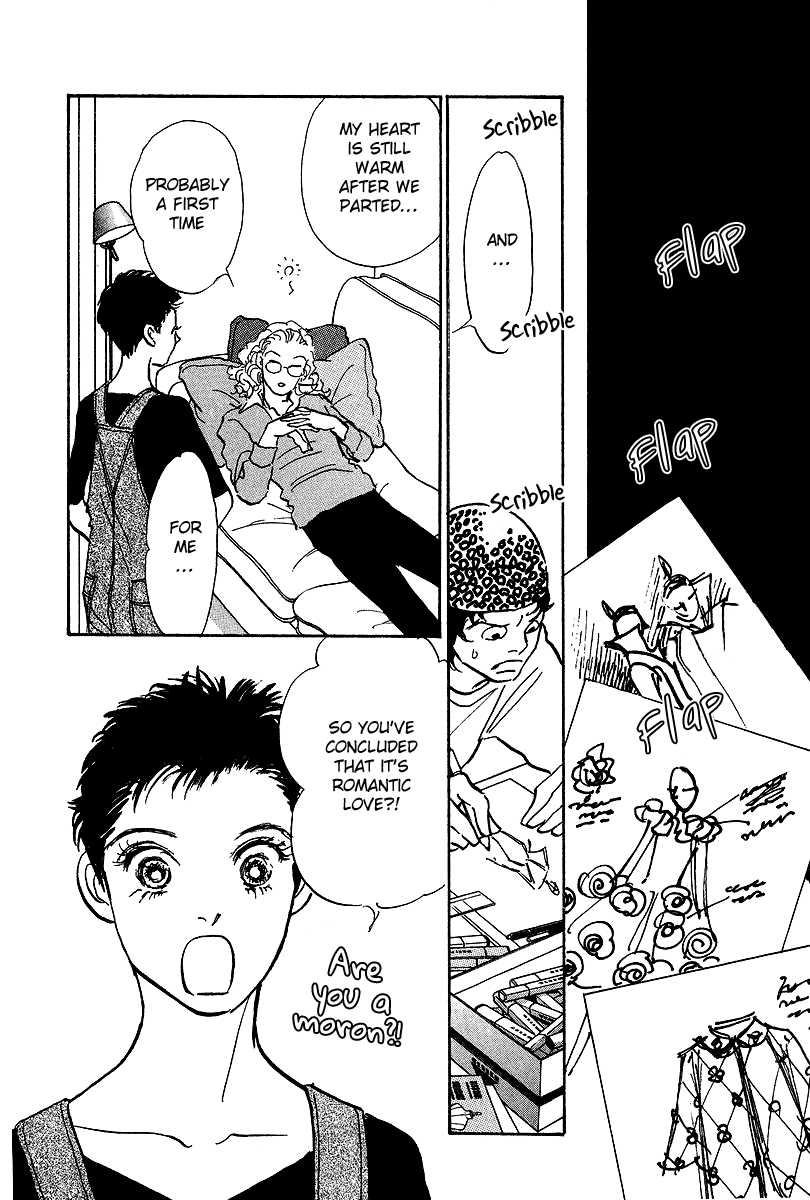 Flap
Flap
Flap
Scribble
AND
...
Scribble
Scribble
MY HEART
IS STILL
WARM
AFTER WE
PARTED...
PROBABLY
A FIRST
TIME
FOR
ME
...
SO YOU'VE
CONCLUDED
THAT IT'S
ROMANTIC
LOVE?!
Are
you a
moron?!